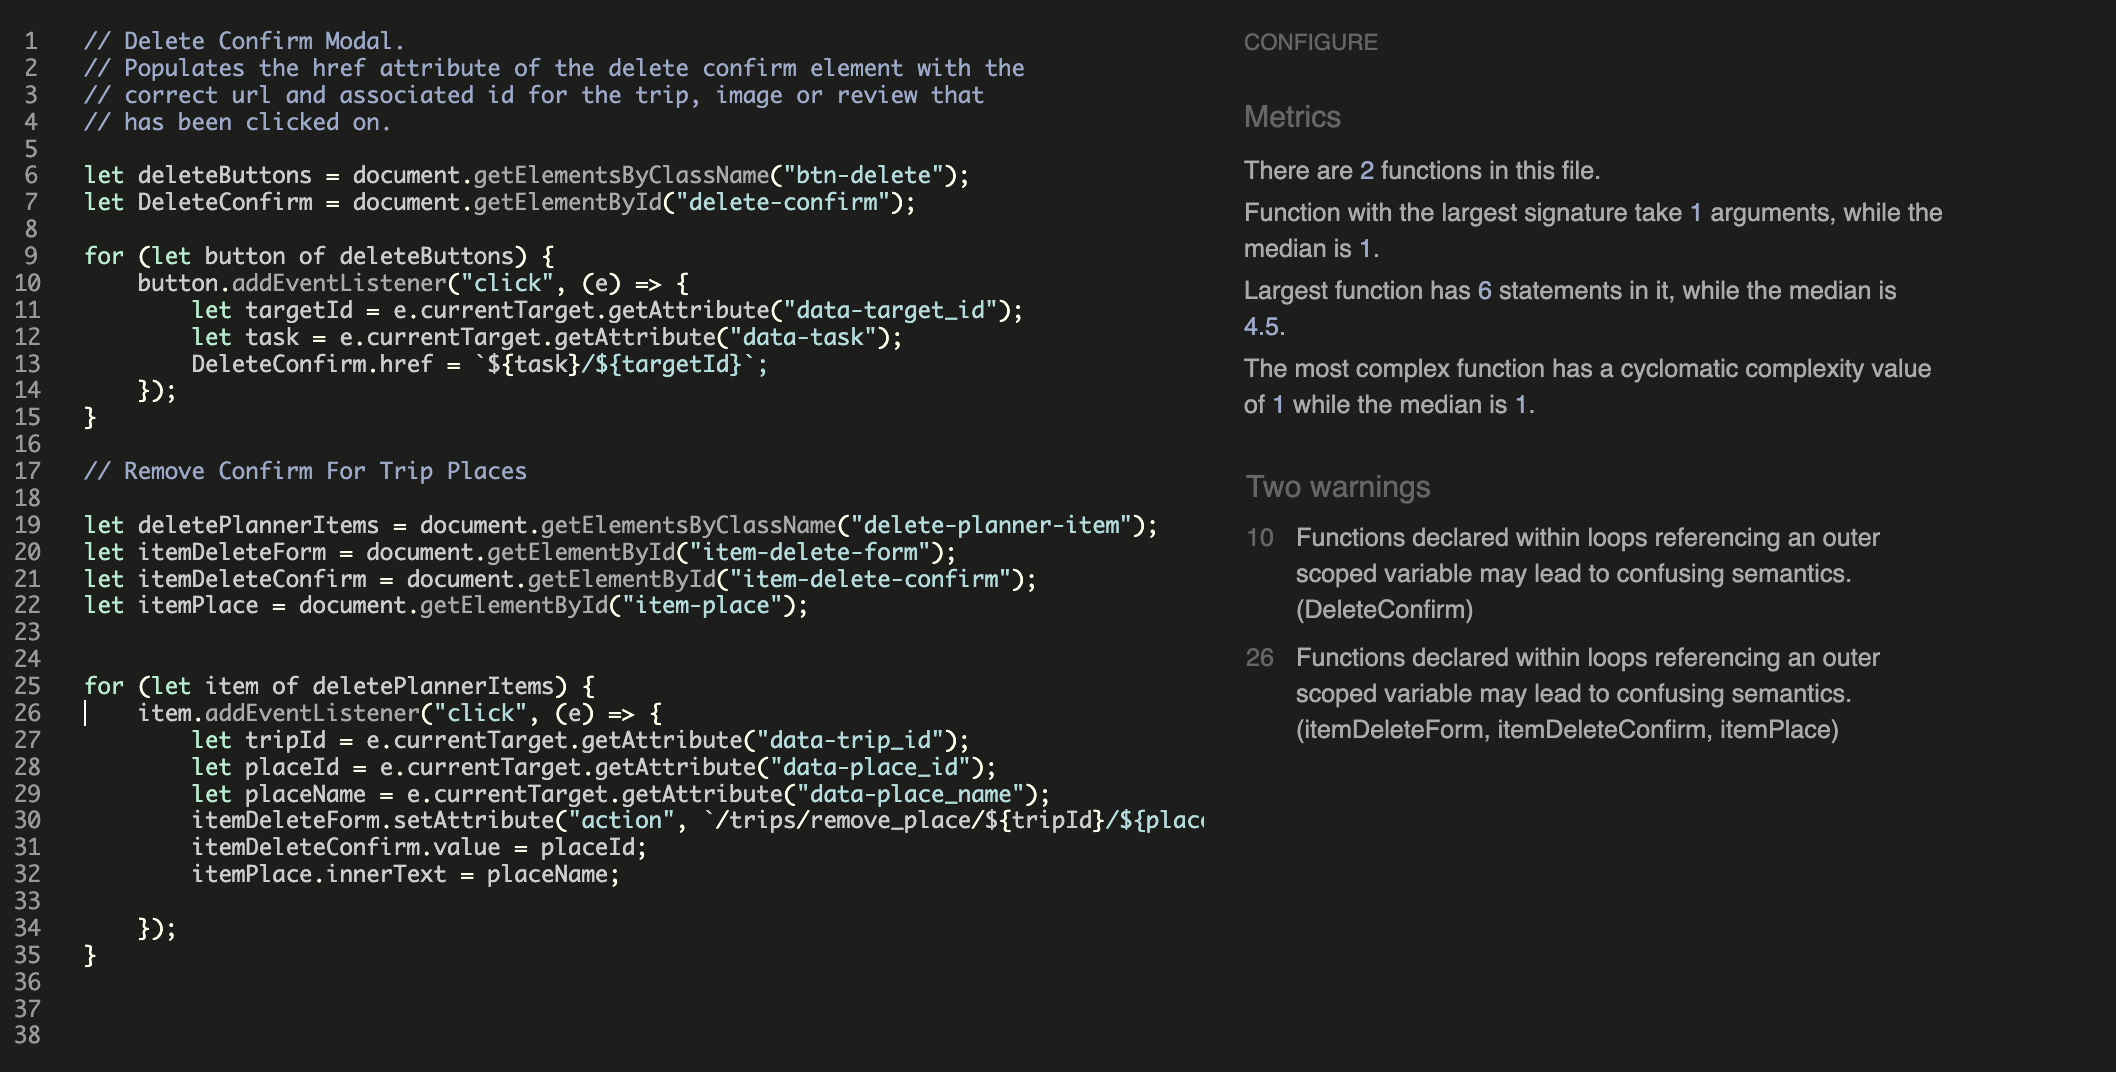 1 // Delete Confirm Modal.
2 // Populates the href attribute of the delete confirm element with the
3 // correct url and associated id for the trip, image or review that
4 // has been clicked on.
5
6 let deleteButtons = document.getElementsByClassName("btn-delete");
7 let DeleteConfirm = document.getElementById("delete-confirm");
8
9 for (let button of deleteButtons) {
10     button.addEventListener("click", (e) => {
11         let targetId = e.currentTarget.getAttribute("data-target_id");
12         let task = e.currentTarget.getAttribute("data-task");
13         DeleteConfirm.href = `${task}/${targetId}`;
14     });
15 }
16
17 // Remove Confirm For Trip Places
18
19 let deletePlannerItems = document.getElementsByClassName("delete-planner-item");
20 let itemDeleteForm = document.getElementById("item-delete-form");
21 let itemDeleteConfirm = document.getElementById("item-delete-confirm");
22 let itemPlace = document.getElementById("item-place");
23
24
25 for (let item of deletePlannerItems) {
26     item.addEventListener("click", (e) => {
27         let tripId = e.currentTarget.getAttribute("data-trip_id");
28         let placeId = e.currentTarget.getAttribute("data-place_id");
29         let placeName = e.currentTarget.getAttribute("data-place_name");
30         itemDeleteForm.setAttribute("action", `/trips/remove_place/${tripId}/${plac
31         itemDeleteConfirm.value = placeId;
32         itemPlace.innerText = placeName;
33
34     });
35 }
36
37
38
CONFIGURE
Metrics
There are 2 functions in this file.
Function with the largest signature take 1 arguments, while the
median is 1.
Largest function has 6 statements in it, while the median is
4.5.
The most complex function has a cyclomatic complexity value
of 1 while the median is 1.
Two warnings
10 Functions declared within loops referencing an outer
scoped variable may lead to confusing semantics.
(DeleteConfirm)
26 Functions declared within loops referencing an outer
scoped variable may lead to confusing semantics.
(itemDeleteForm, itemDeleteConfirm, itemPlace)